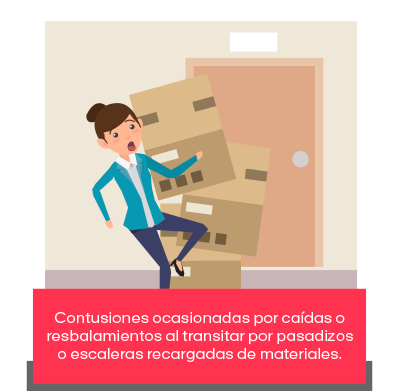 Contusiones ocasionadas por caídas o
resbalamientos al transitar por pasadizos
o escaleras recargadas de materiales.